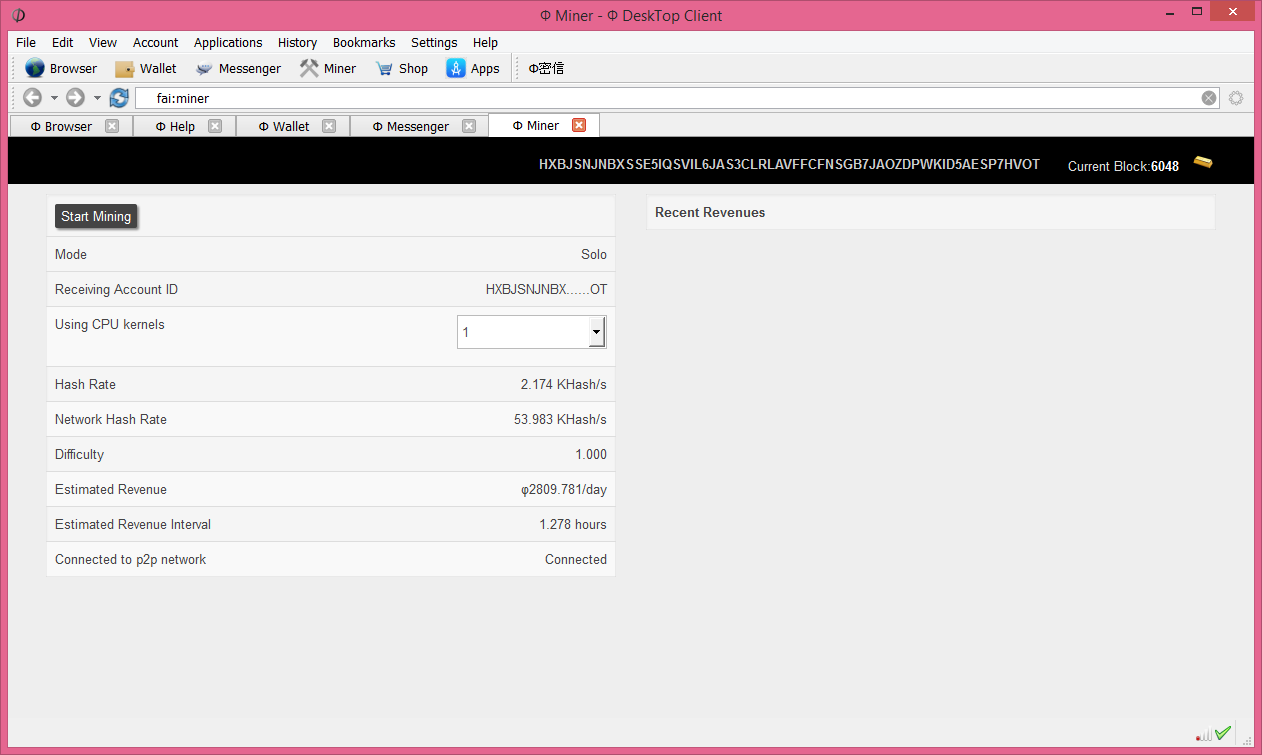 Φ Miner - Φ DeskTop Client
File Edit View Account Applications History Bookmarks Settings Help
Browser Wallet Messenger Miner Shop Apps Φ密信
fai:miner
Φ Browser Φ Help Φ Wallet Φ Messenger Φ Miner
HXBJSNJNBXSSE5IQSVIL6JAS3CLRLAVFFCFNSGB7JAOZDPWKID5AESP7HVOT Current Block:6048
Start Mining
Mode Solo
Receiving Account ID HXBJSNJNBX......OT
Using CPU kernels 1
Hash Rate 2.174 KHash/s
Network Hash Rate 53.983 KHash/s
Difficulty 1.000
Estimated Revenue φ2809.781/day
Estimated Revenue Interval 1.278 hours
Connected to p2p network Connected
Recent Revenues